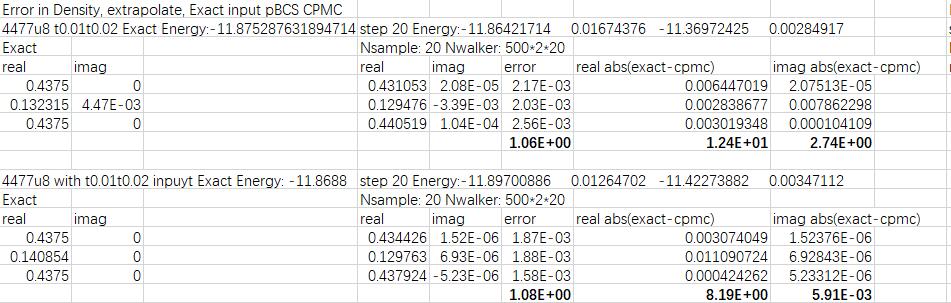 Error in Density, extrapolate, Exact input pBCS CPMC
4477u8 t0.01t0.02 Exact Energy:-11.875287631894714 step 20 Energy:-11.86421714 0.01674376 -11.36972425 0.00284917
Exact Nsample: 20 Nwalker: 500*2*20
real imag real imag error real abs(exact-cpmc) imag abs(exact-cpmc)
0.4375 0 0.431053 2.08E-05 2.17E-03 0.006447019 2.07513E-05
0.132315 4.47E-03 0.129476 -3.39E-03 2.03E-03 0.002838677 0.007862298
0.4375 0 0.440519 1.04E-04 2.56E-03 0.003019348 0.000104109
1.06E+00 1.24E+01 2.74E+00
4477u8 with t0.01t0.02 inpuyt Exact Energy: -11.8688 step 20 Energy:-11.89700886 0.01264702 -11.42273882 0.00347112
Exact Nsample: 20 Nwalker: 500*2*20
real imag real imag error real abs(exact-cpmc) imag abs(exact-cpmc)
0.4375 0 0.434426 1.52E-06 1.87E-03 0.003074049 1.52376E-06
0.140854 0 0.129763 6.93E-06 1.88E-03 0.011090724 6.92843E-06
0.4375 0 0.437924 -5.23E-06 1.58E-03 0.000424262 5.23312E-06
1.08E+00 8.19E+00 5.91E-03